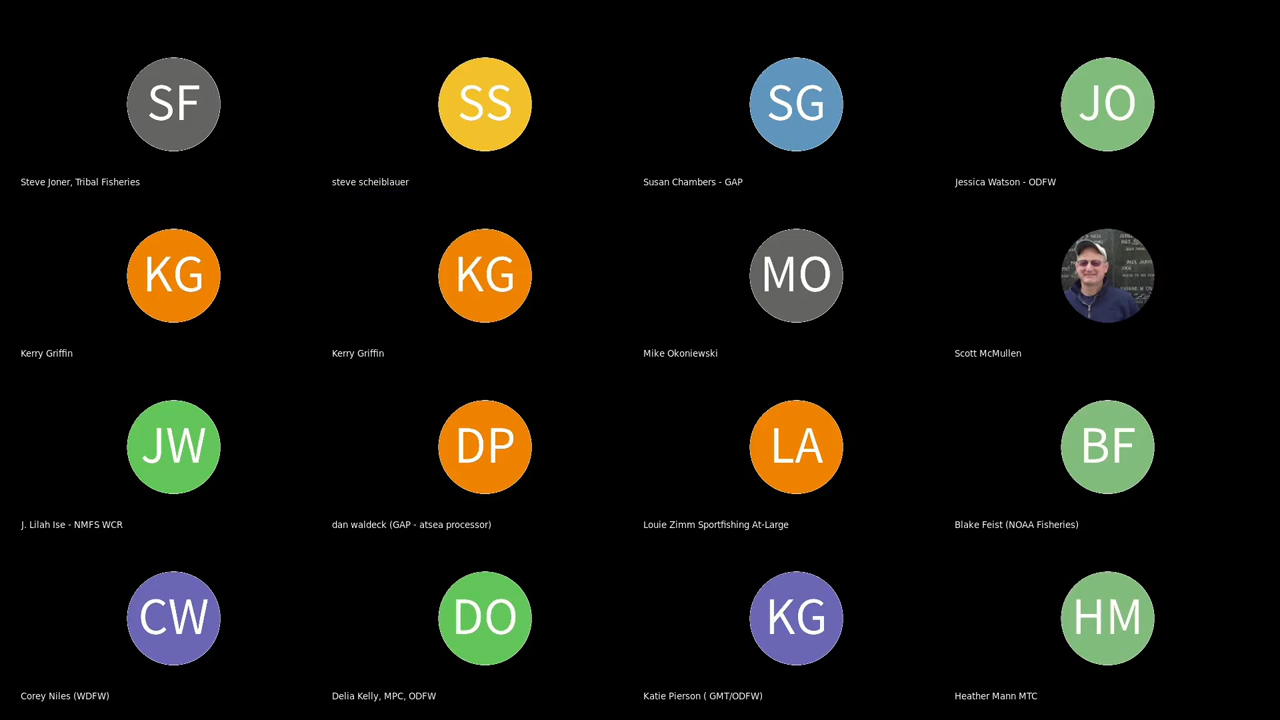 SF
SS
SG
JO
Steve Joner, Tribal Fisheries
steve scheiblauer
Susan Chambers - GAP
Jessica Watson - ODFW
KG
KG
MO
Kerry Griffin
Kerry Griffin
Mike Okoniewski
Scott McMullen
JW
DP
LA
BF
J. Lilah Ise - NMFS WCR
dan waldeck (GAP - atsea processor)
Louie Zimm Sportfishing At-Large
Blake Feist (NOAA Fisheries)
CW
DO
KG
HM
Corey Niles (WDFW)
Delia Kelly, MPC, ODFW
Katie Pierson ( GMT/ODFW)
Heather Mann MTC